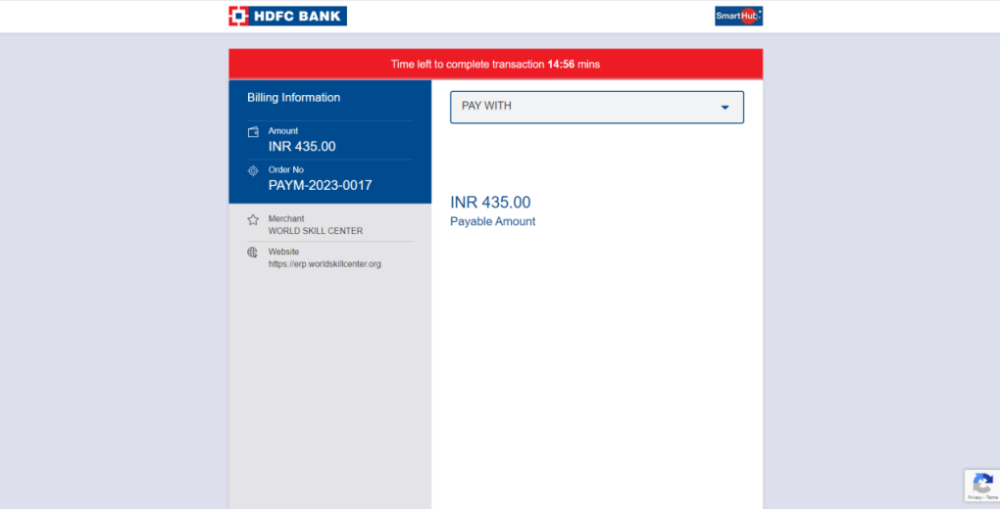 HDFC BANK
SmartHub:
Time left to complete transaction 14:56 mins
Billing Information
Amount
INR 435.00
Order No
PAYM-2023-0017
Merchant
WORLD SKILL CENTER
Website
https://erp.worldskillcenter.org
PAY WITH
INR 435.00
Payable Amount
Privacy - Terms